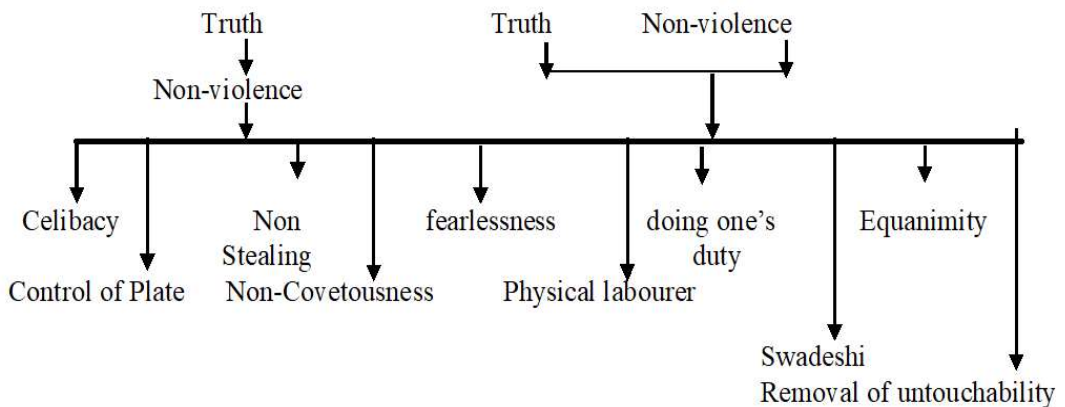 Truth
Truth
Non-violence
Non-violence
Celibacy
Non
Stealing
fearlessness
doing one's
duty
Equanimity
Control of Plate
Non-Covetousness
Physical labourer
Swadeshi
Removal of untouchability